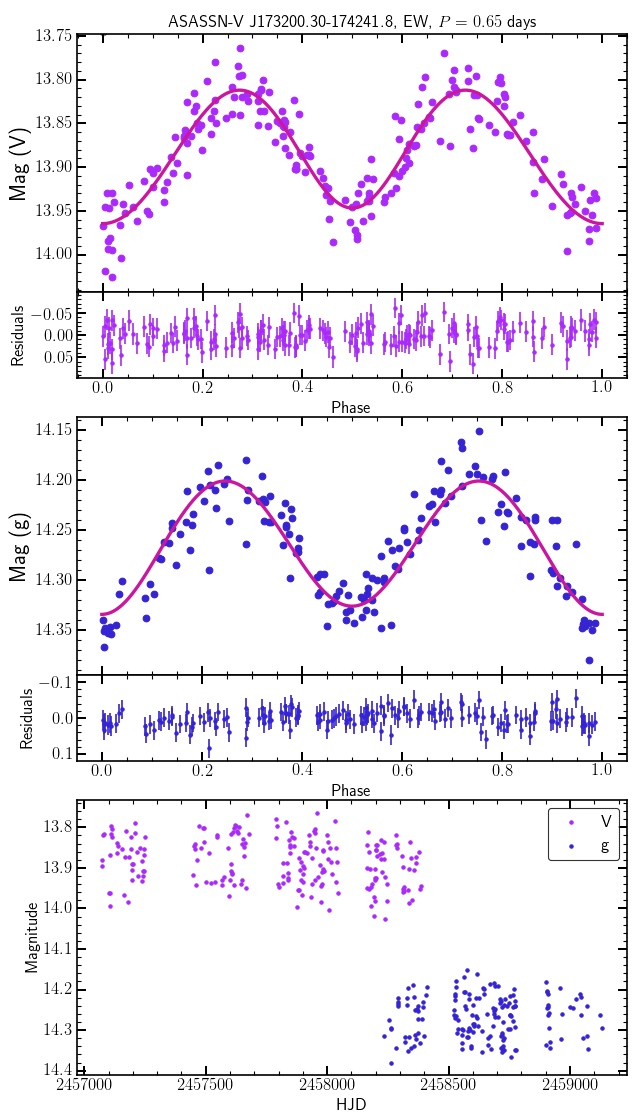 ASASSN-V J173200.30-174241.8, EW, P = 0.65 days
13.75
13.80
13.85
13.90
13.95
14.00
Mag (V)
−0.05
0.00
0.05
Residuals
0.0 0.2 0.4 0.6 0.8 1.0
Phase
14.15
14.20
14.25
14.30
14.35
Mag (g)
−0.1
0.0
0.1
Residuals
0.0 0.2 0.4 0.6 0.8 1.0
Phase
13.8
13.9
14.0
14.1
14.2
14.3
14.4
Magnitude
V
g
2457000 2457500 2458000 2458500 2459000
HJD